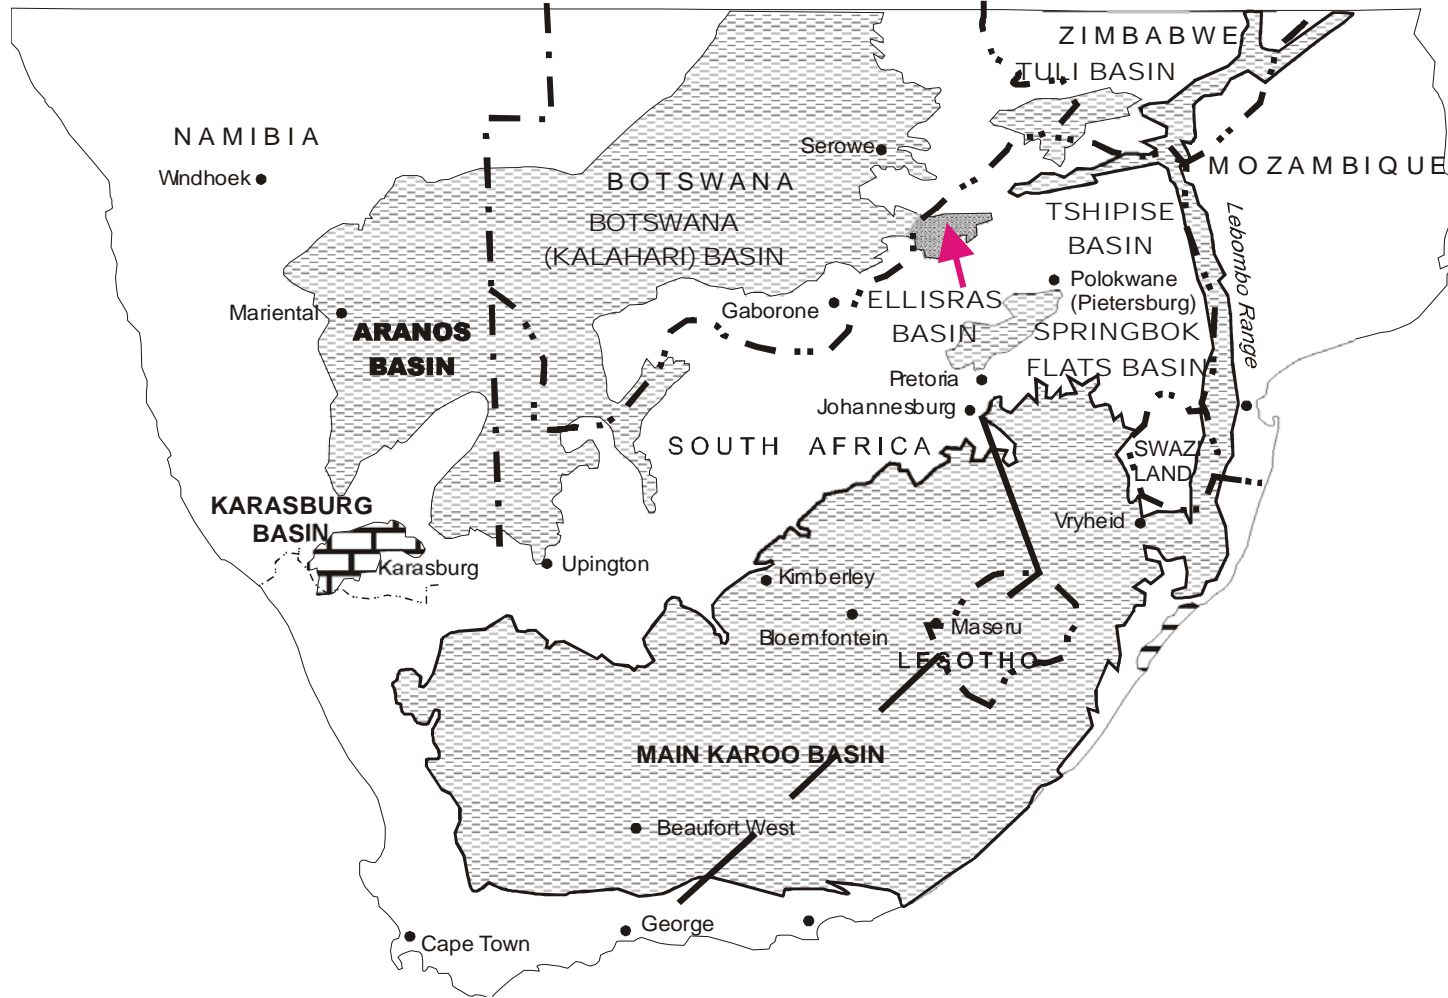 ZIMBABWE
TULI BASIN
NAMIBIA
Windhoek
Serowe
BOTSWANA
MOZAMBIQUE
BOTSWANA
(KALAHARI) BASIN
TSHIPISE
BASIN
Lebombo Range
Polokwane
(Pietersburg)
Mariental
ARANOS
BASIN
Gaborone
ELLISRAS
BASIN
SPRINGBOK
FLATS BASIN
Pretoria
Johannesburg
SOUTH AFRICA
SWAZI
LAND
KARASBURG
BASIN
Vryheid
Karasburg
Upington
Kimberley
Bloemfontein
Maseru
LESOTHO
MAIN KAROO BASIN
Beaufort West
George
Cape Town